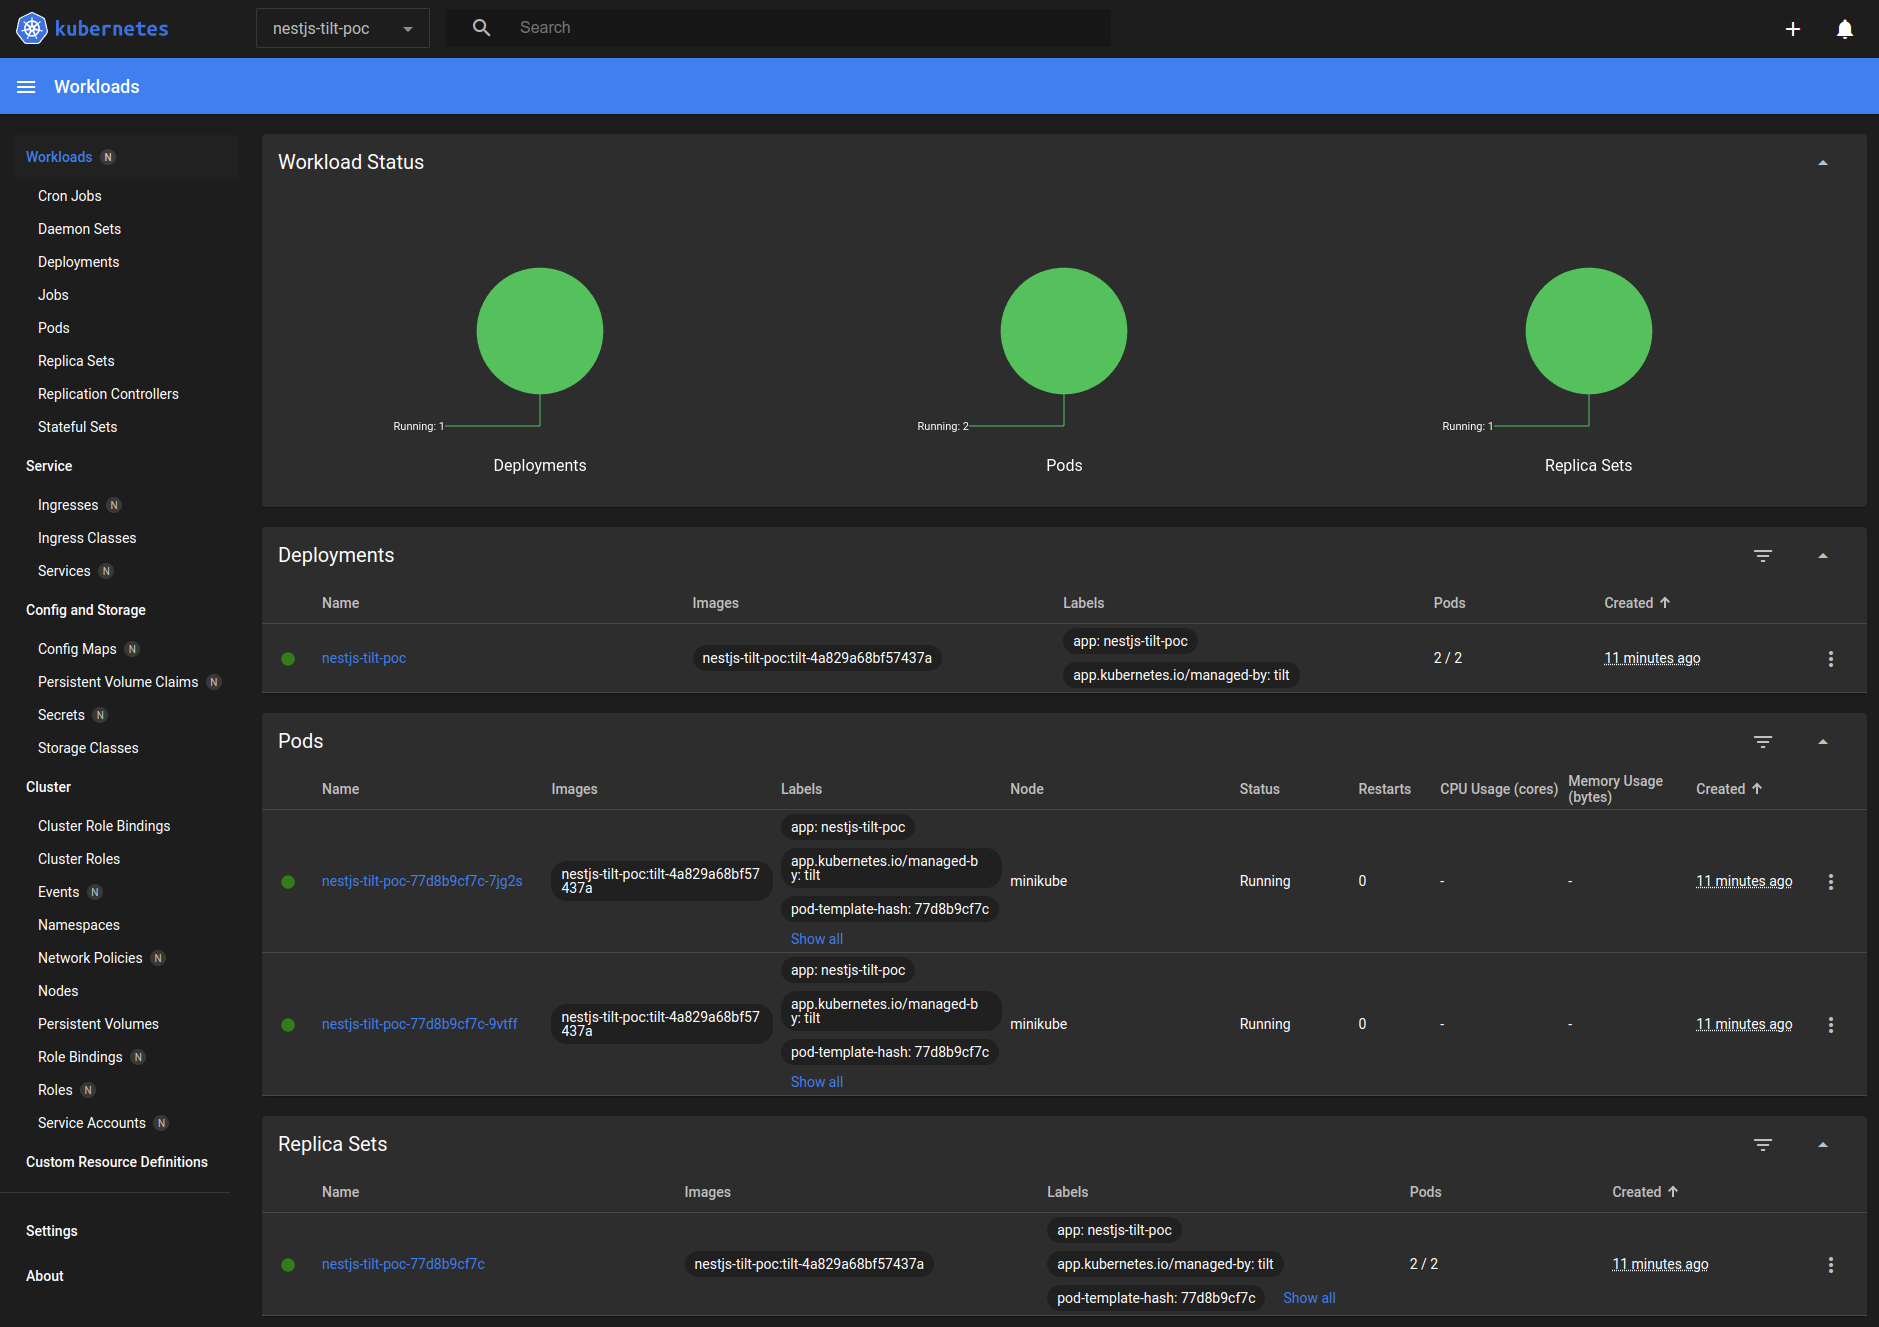 kubernetes
nestjs-tilt-poc
Search
Workloads
Workloads N
Cron Jobs
Daemon Sets
Deployments
Jobs
Pods
Replica Sets
Replication Controllers
Stateful Sets
Service
Ingresses N
Ingress Classes
Services N
Config and Storage
Config Maps N
Persistent Volume Claims N
Secrets N
Storage Classes
Cluster
Cluster Role Bindings
Cluster Roles
Events N
Namespaces
Network Policies N
Nodes
Persistent Volumes
Role Bindings N
Roles N
Service Accounts N
Custom Resource Definitions
Settings
About
Workload Status
Running: 1
Running: 2
Running: 1
Deployments
Pods
Replica Sets
Deployments
Name Images Labels Pods Created
nestjs-tilt-poc nestjs-tilt-poc:tilt-4a829a68bf57437a
app: nestjs-tilt-poc
app.kubernetes.io/managed-by: tilt
2 / 2 11 minutes ago
Pods
Name Images Labels Node Status Restarts CPU Usage (cores) Memory Usage
(bytes)
Created
nestjs-tilt-poc-77d8b9cf7c-7jg2s
nestjs-tilt-poc:tilt-4a829a68bf57
437a
app: nestjs-tilt-poc
app.kubernetes.io/managed-b
y: tilt
pod-template-hash: 77d8b9cf7c
Show all
minikube Running 0 - - 11 minutes ago
nestjs-tilt-poc-77d8b9cf7c-9vtff
nestjs-tilt-poc:tilt-4a829a68bf57
437a
app: nestjs-tilt-poc
app.kubernetes.io/managed-b
y: tilt
pod-template-hash: 77d8b9cf7c
Show all
minikube Running 0 - - 11 minutes ago
Replica Sets
Name Images Labels Pods Created
nestjs-tilt-poc-77d8b9cf7c nestjs-tilt-poc:tilt-4a829a68bf57437a
app: nestjs-tilt-poc
app.kubernetes.io/managed-by: tilt
pod-template-hash: 77d8b9cf7c Show all
2 / 2 11 minutes ago